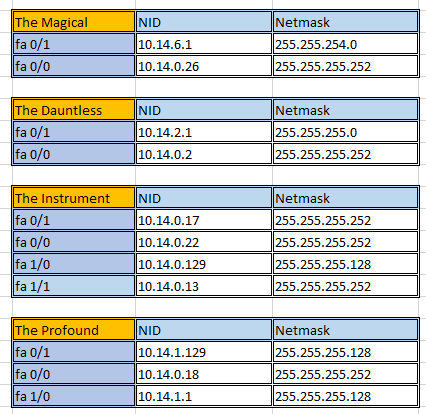 The Magical NID Netmask
fa 0/1 10.14.6.1 255.255.254.0
fa 0/0 10.14.0.26 255.255.255.252
The Dauntless NID Netmask
fa 0/1 10.14.2.1 255.255.255.0
fa 0/0 10.14.0.2 255.255.255.252
The Instrument NID Netmask
fa 0/1 10.14.0.17 255.255.255.252
fa 0/0 10.14.0.22 255.255.255.252
fa 1/0 10.14.0.129 255.255.255.128
fa 1/1 10.14.0.13 255.255.255.252
The Profound NID Netmask
fa 0/1 10.14.1.129 255.255.255.128
fa 0/0 10.14.0.18 255.255.255.252
fa 1/0 10.14.1.1 255.255.255.128